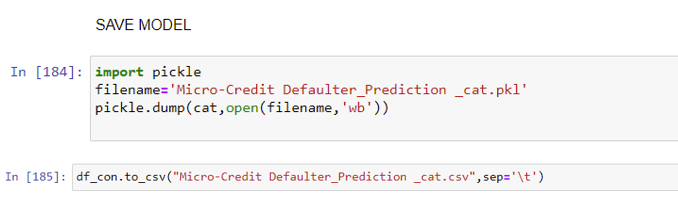 SAVE MODEL
In [184]: import pickle
filename='Micro-Credit Defaulter_Prediction _cat.pkl'
pickle.dump(cat,open(filename,'wb'))
In [185]: df_con.to_csv("Micro-Credit Defaulter_Prediction _cat.csv",sep='\t')